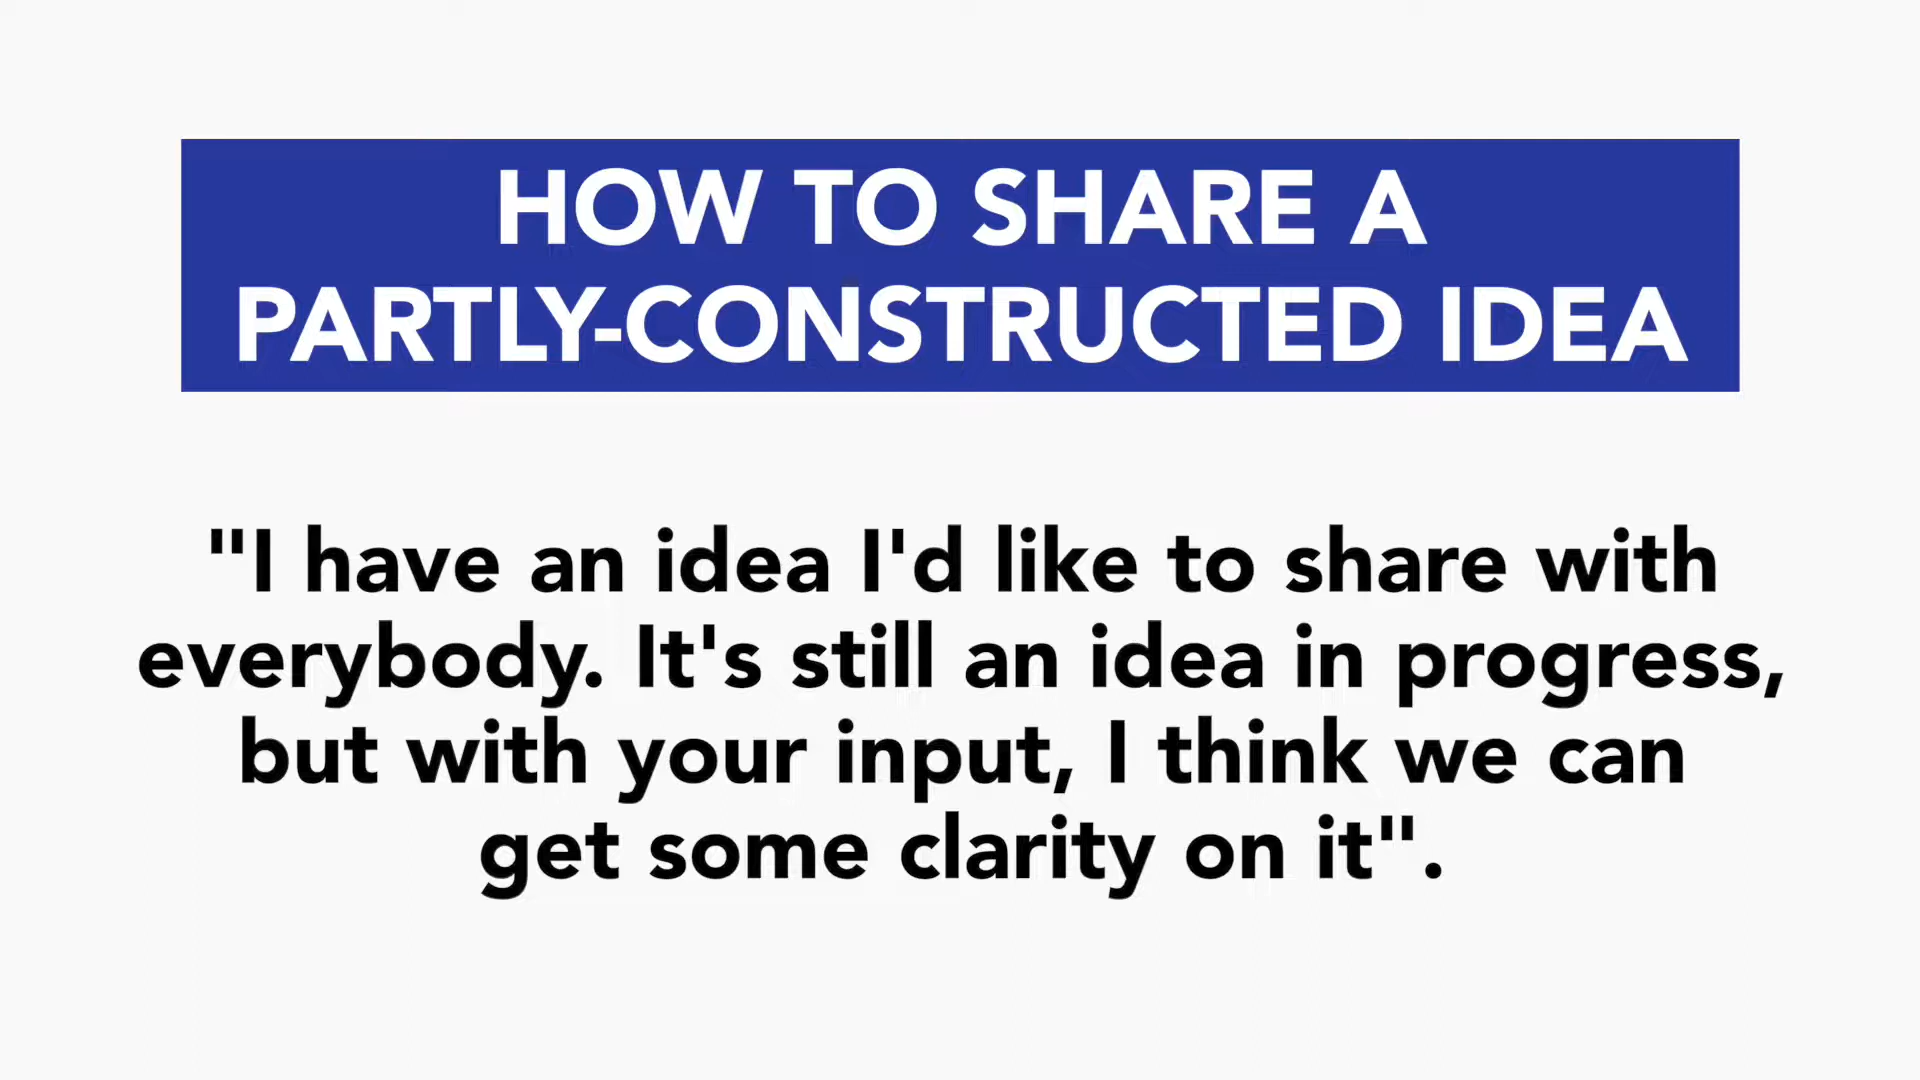 HOW TO SHARE A
PARTLY-CONSTRUCTED IDEA
"I have an idea I'd like to share with
everybody. It's still an idea in progress,
but with your input, I think we can
get some clarity on it".